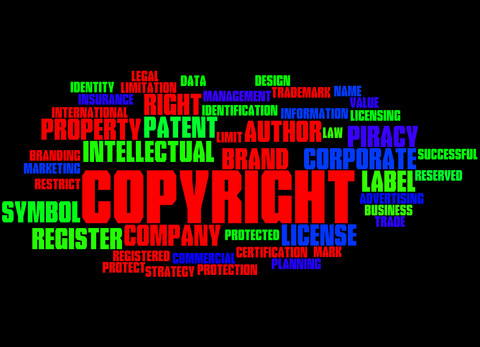 LEGAL
IDENTITY LIMITATION DATA DESIGN
INSURANCE RIGHT MANAGEMENT TRADEMARK NAME
VALUE
INTERNATIONAL IDENTIFICATION INFORMATION LICENSING
PROPERTY PATENT LIMIT AUTHOR LAW PIRACY
BRANDING INTELLECTUAL BRAND CORPORATE SUCCESSFUL
MARKETING
RESTRICT COPYRIGHT LABEL RESERVED
ADVERTISING
SYMBOL BUSINESS
TRADE
REGISTER COMPANY PROTECTED LICENSE
REGISTERED COMMERCIAL CERTIFICATION MARK
PROTECT STRATEGY PROTECTION PLANNING